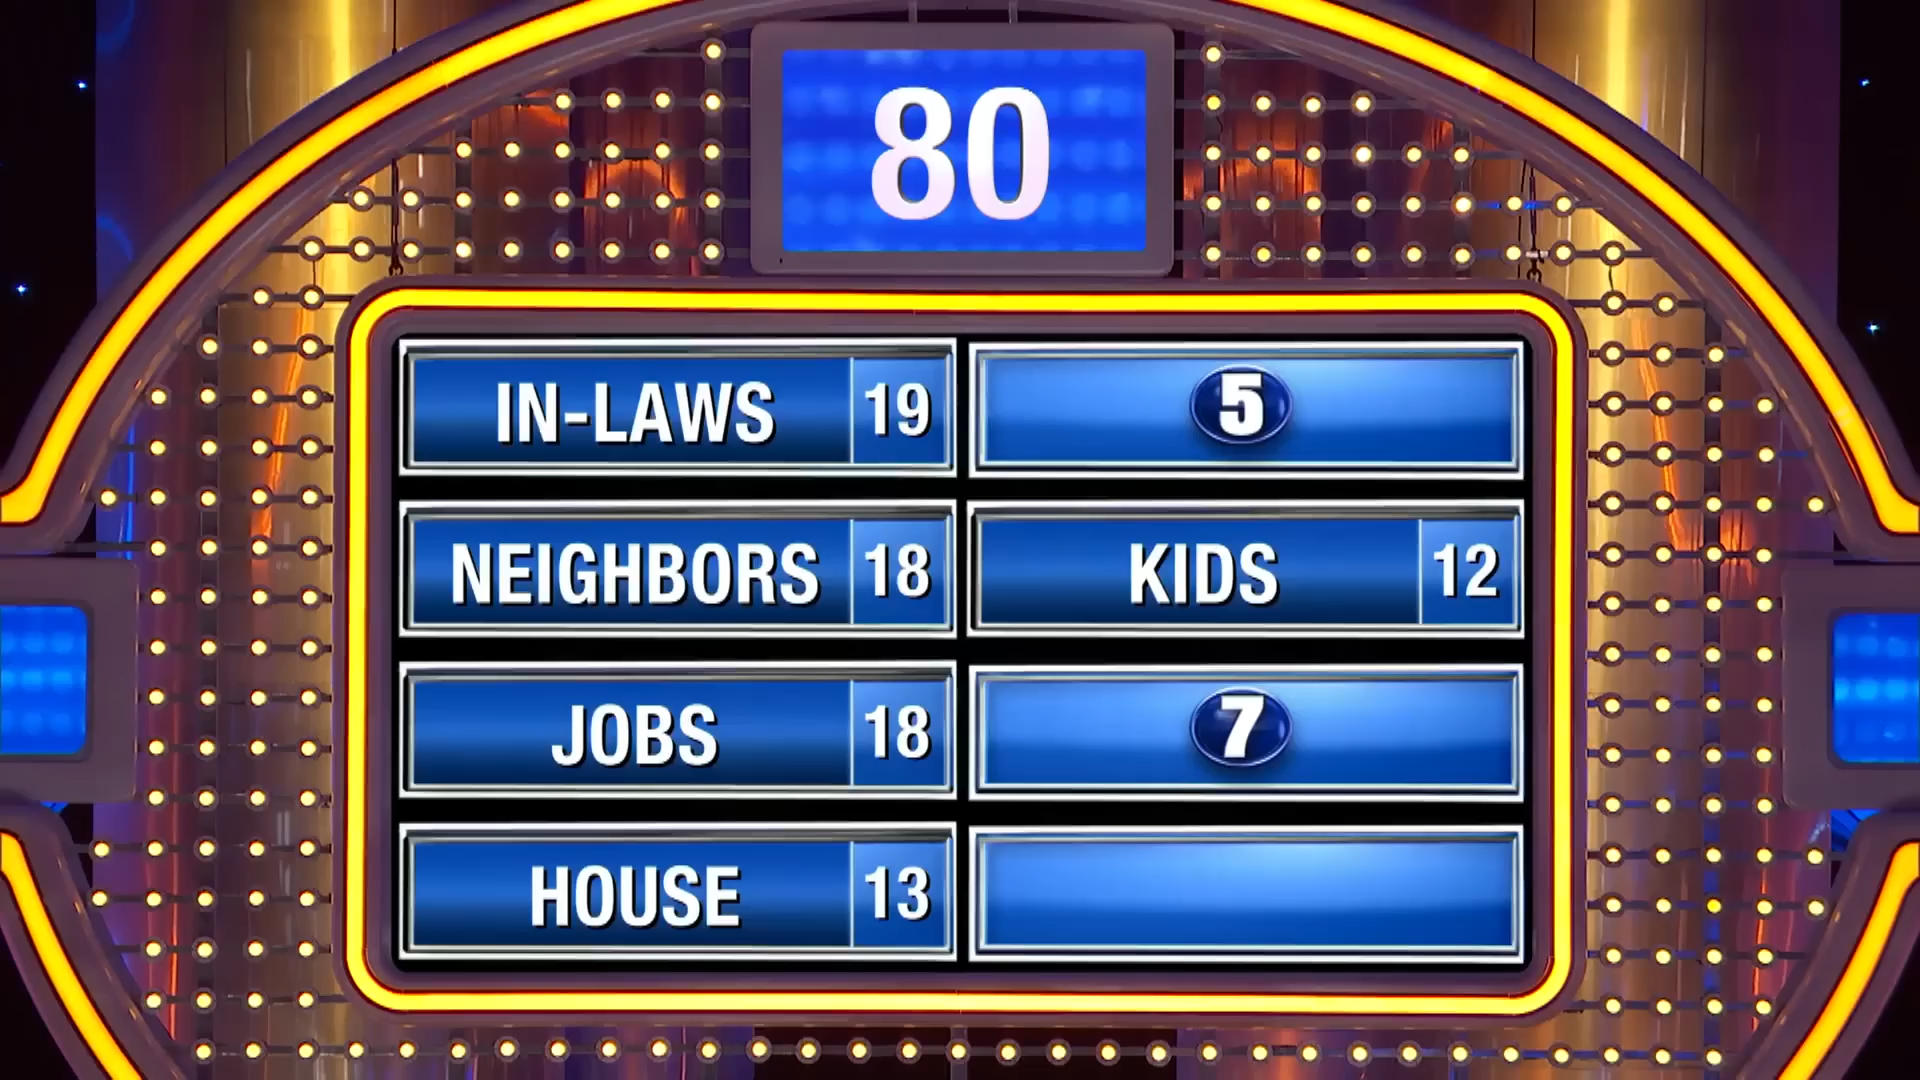 80
IN-LAWS 19
5
NEIGHBORS 18
KIDS 12
JOBS 18
7
HOUSE 13